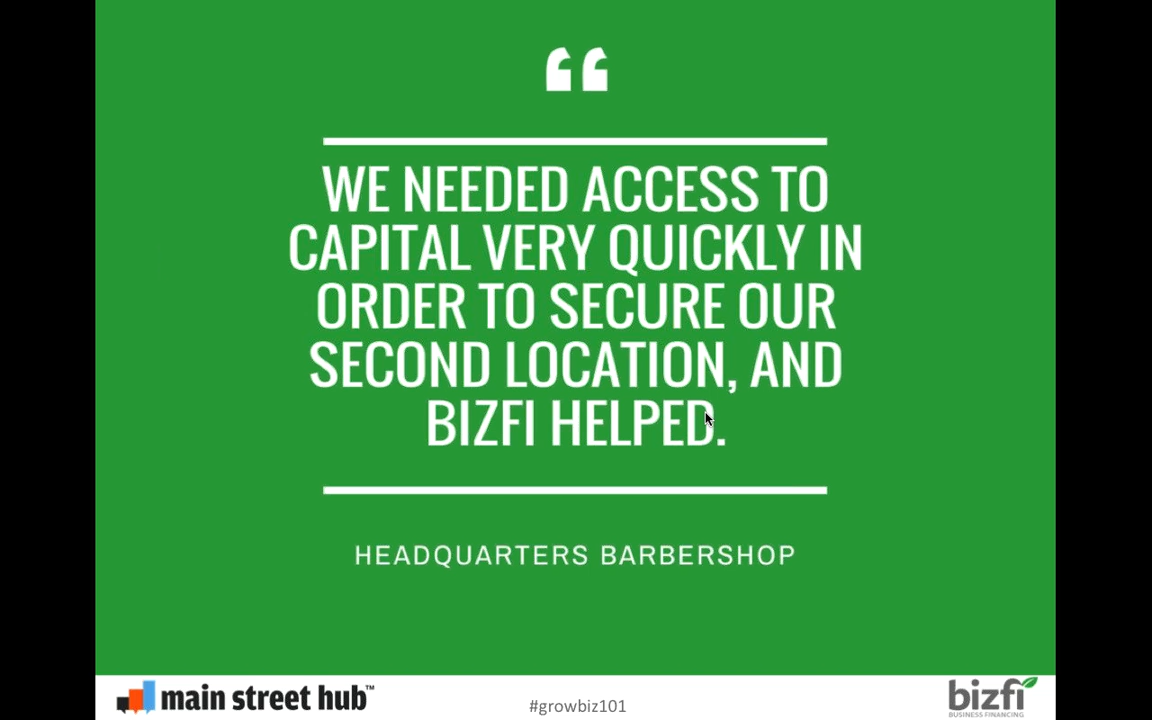 “
WE NEEDED ACCESS TO
CAPITAL VERY QUICKLY IN
ORDER TO SECURE OUR
SECOND LOCATION, AND
BIZFI HELPED.
HEADQUARTERS BARBERSHOP
main street hub™
#growbiz101
bizfi
BUSINESS FINANCING